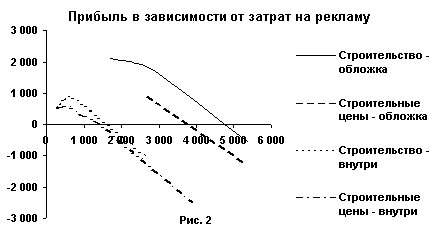 Прибыль в зависимости от затрат на рекламу
3 000
2 000
1 000
0
-1 000
-2 000
-3 000
0 1 000 2 000 3 000 4 000 5 000 6 000
Рис. 2
Строительство -
обложка
Строительные
цены - обложка
Строительство -
внутри
Строительные
цены - внутри